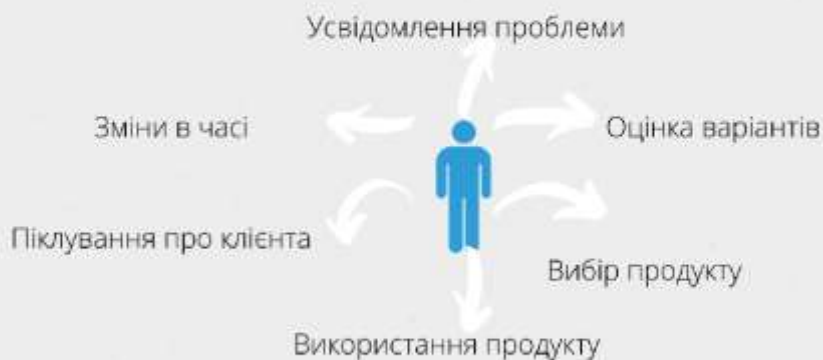 Усвідомлення проблеми
Зміни в часі
Оцінка варіантів
Піклування про клієнта
Вибір продукту
Використання продукту